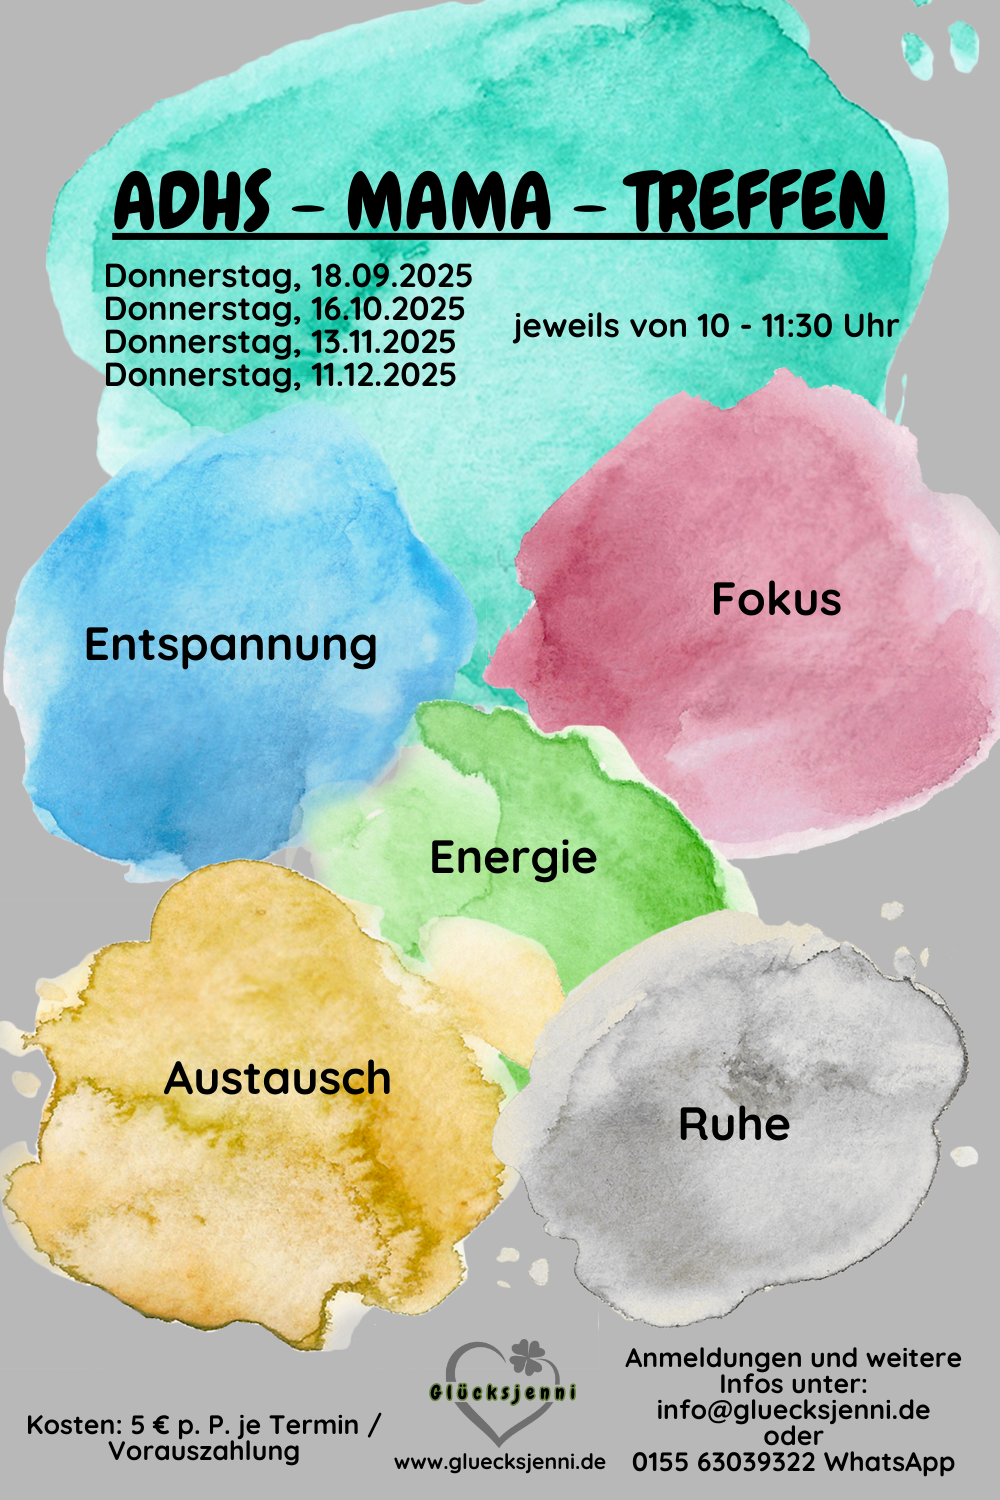 ADHS - MAMA - TREFFEN
Donnerstag, 18.09.2025
Donnerstag, 16.10.2025
Donnerstag, 13.11.2025
Donnerstag, 11.12.2025
jeweils von 10 - 11:30 Uhr
Fokus
Entspannung
Energie
Austausch
Ruhe
Kosten: 5 € p. P. je Termin /
Vorauszahlung
Glücksjenni
www.gluecksjenni.de
Anmeldungen und weitere
Infos unter:
info@gluecksjenni.de
oder
0155 63039322 WhatsApp